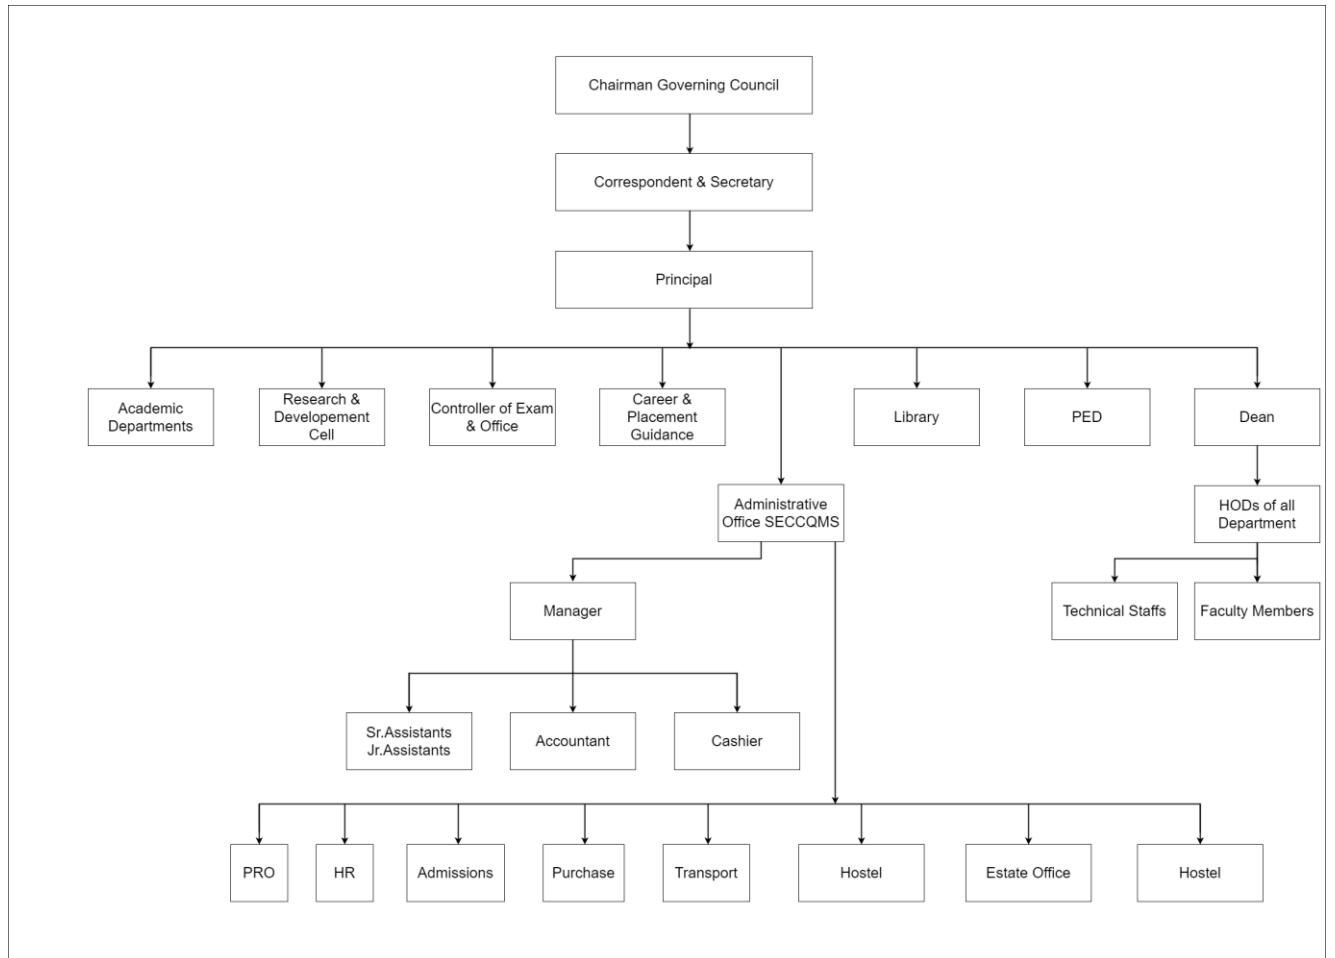 Chairman Governing Council
Correspondent & Secretary
Principal
Academic
Departments
Research &
Developement
Cell
Controller of Exam
& Office
Career &
Placement
Guidance
Library
PED
Dean
Administrative
Office SECCQMS
HODs of all
Department
Manager
Technical Staffs
Faculty Members
Sr.Assistants
Jr.Assistants
Accountant
Cashier
PRO
HR
Admissions
Purchase
Transport
Hostel
Estate Office
Hostel